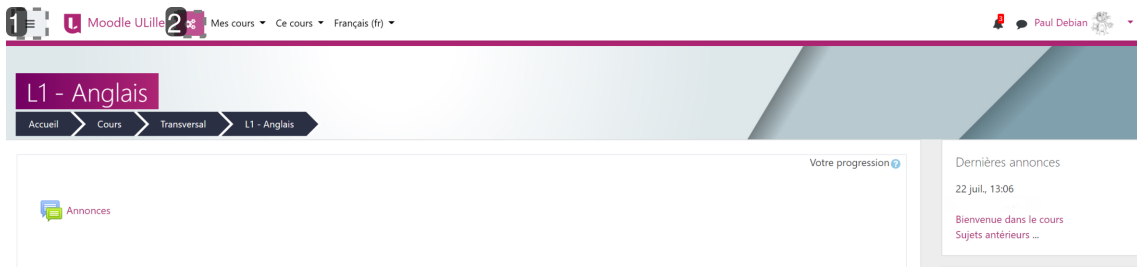 1 Moodle ULille 2 Mes cours Ce cours Français (fr) 3 Paul Debian
L1 - Anglais
Accueil Cours Transversal L1 - Anglais
Votre progression
Annonces
Dernières annonces
22 juil., 13:06
Bienvenue dans le cours
Sujets antérieurs ...